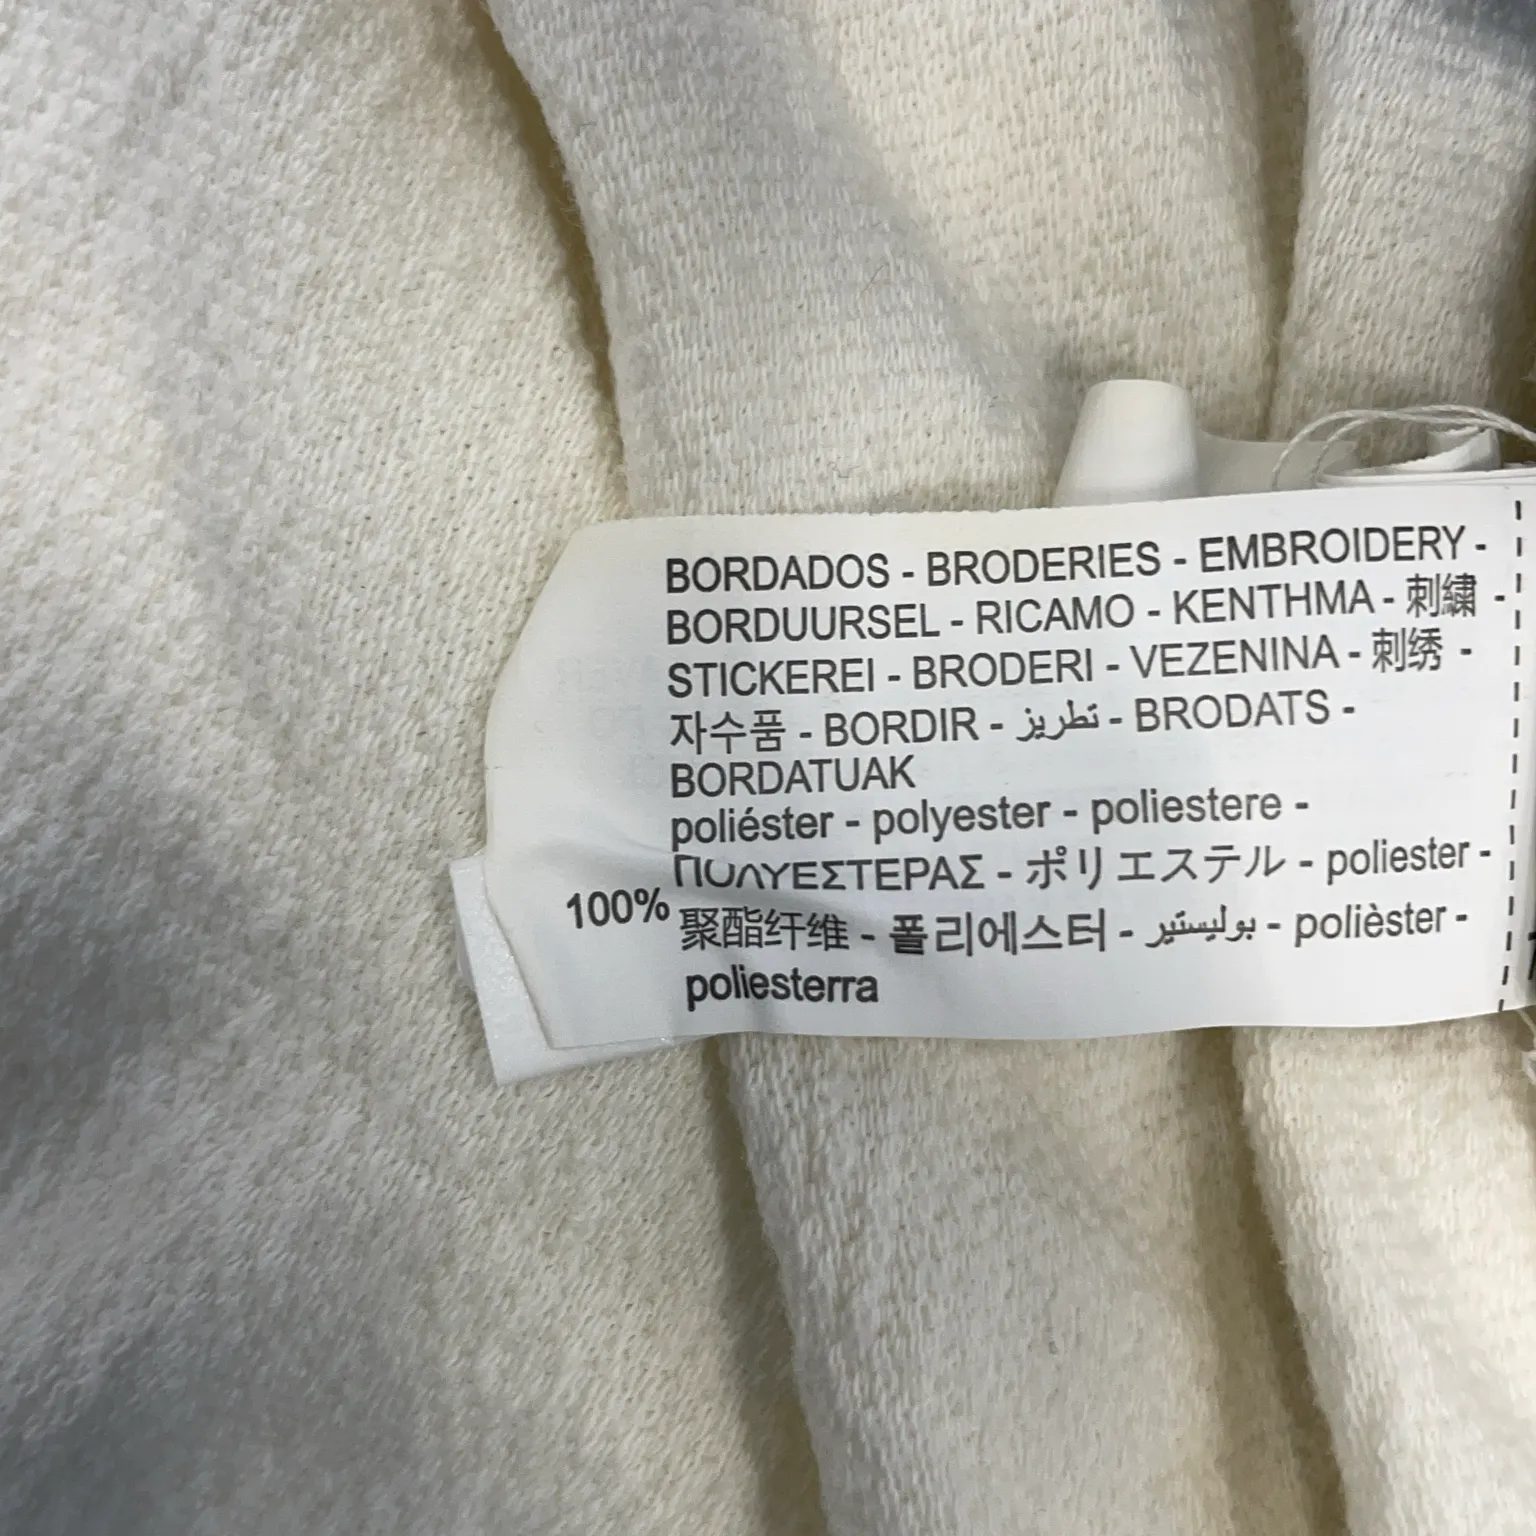 BORDADOS - BRODERIES - EMBROIDERY -
BORDUURSEL - RICAMO - KENTHMA - 刺繍 -
STICKEREI - BRODERI - VEZENINA - 刺绣 -
자수품 - BORDIR - تطريز - BRODATS -
BORDATUAK
poliéster - polyester - poliestere -
ΠΟΛΥΕΣΤΕΡΑΣ - ポリエステル - poliester -
100% 聚酯纤维 - 폴리에스터 - بوليستير - polièster -
poliesterra